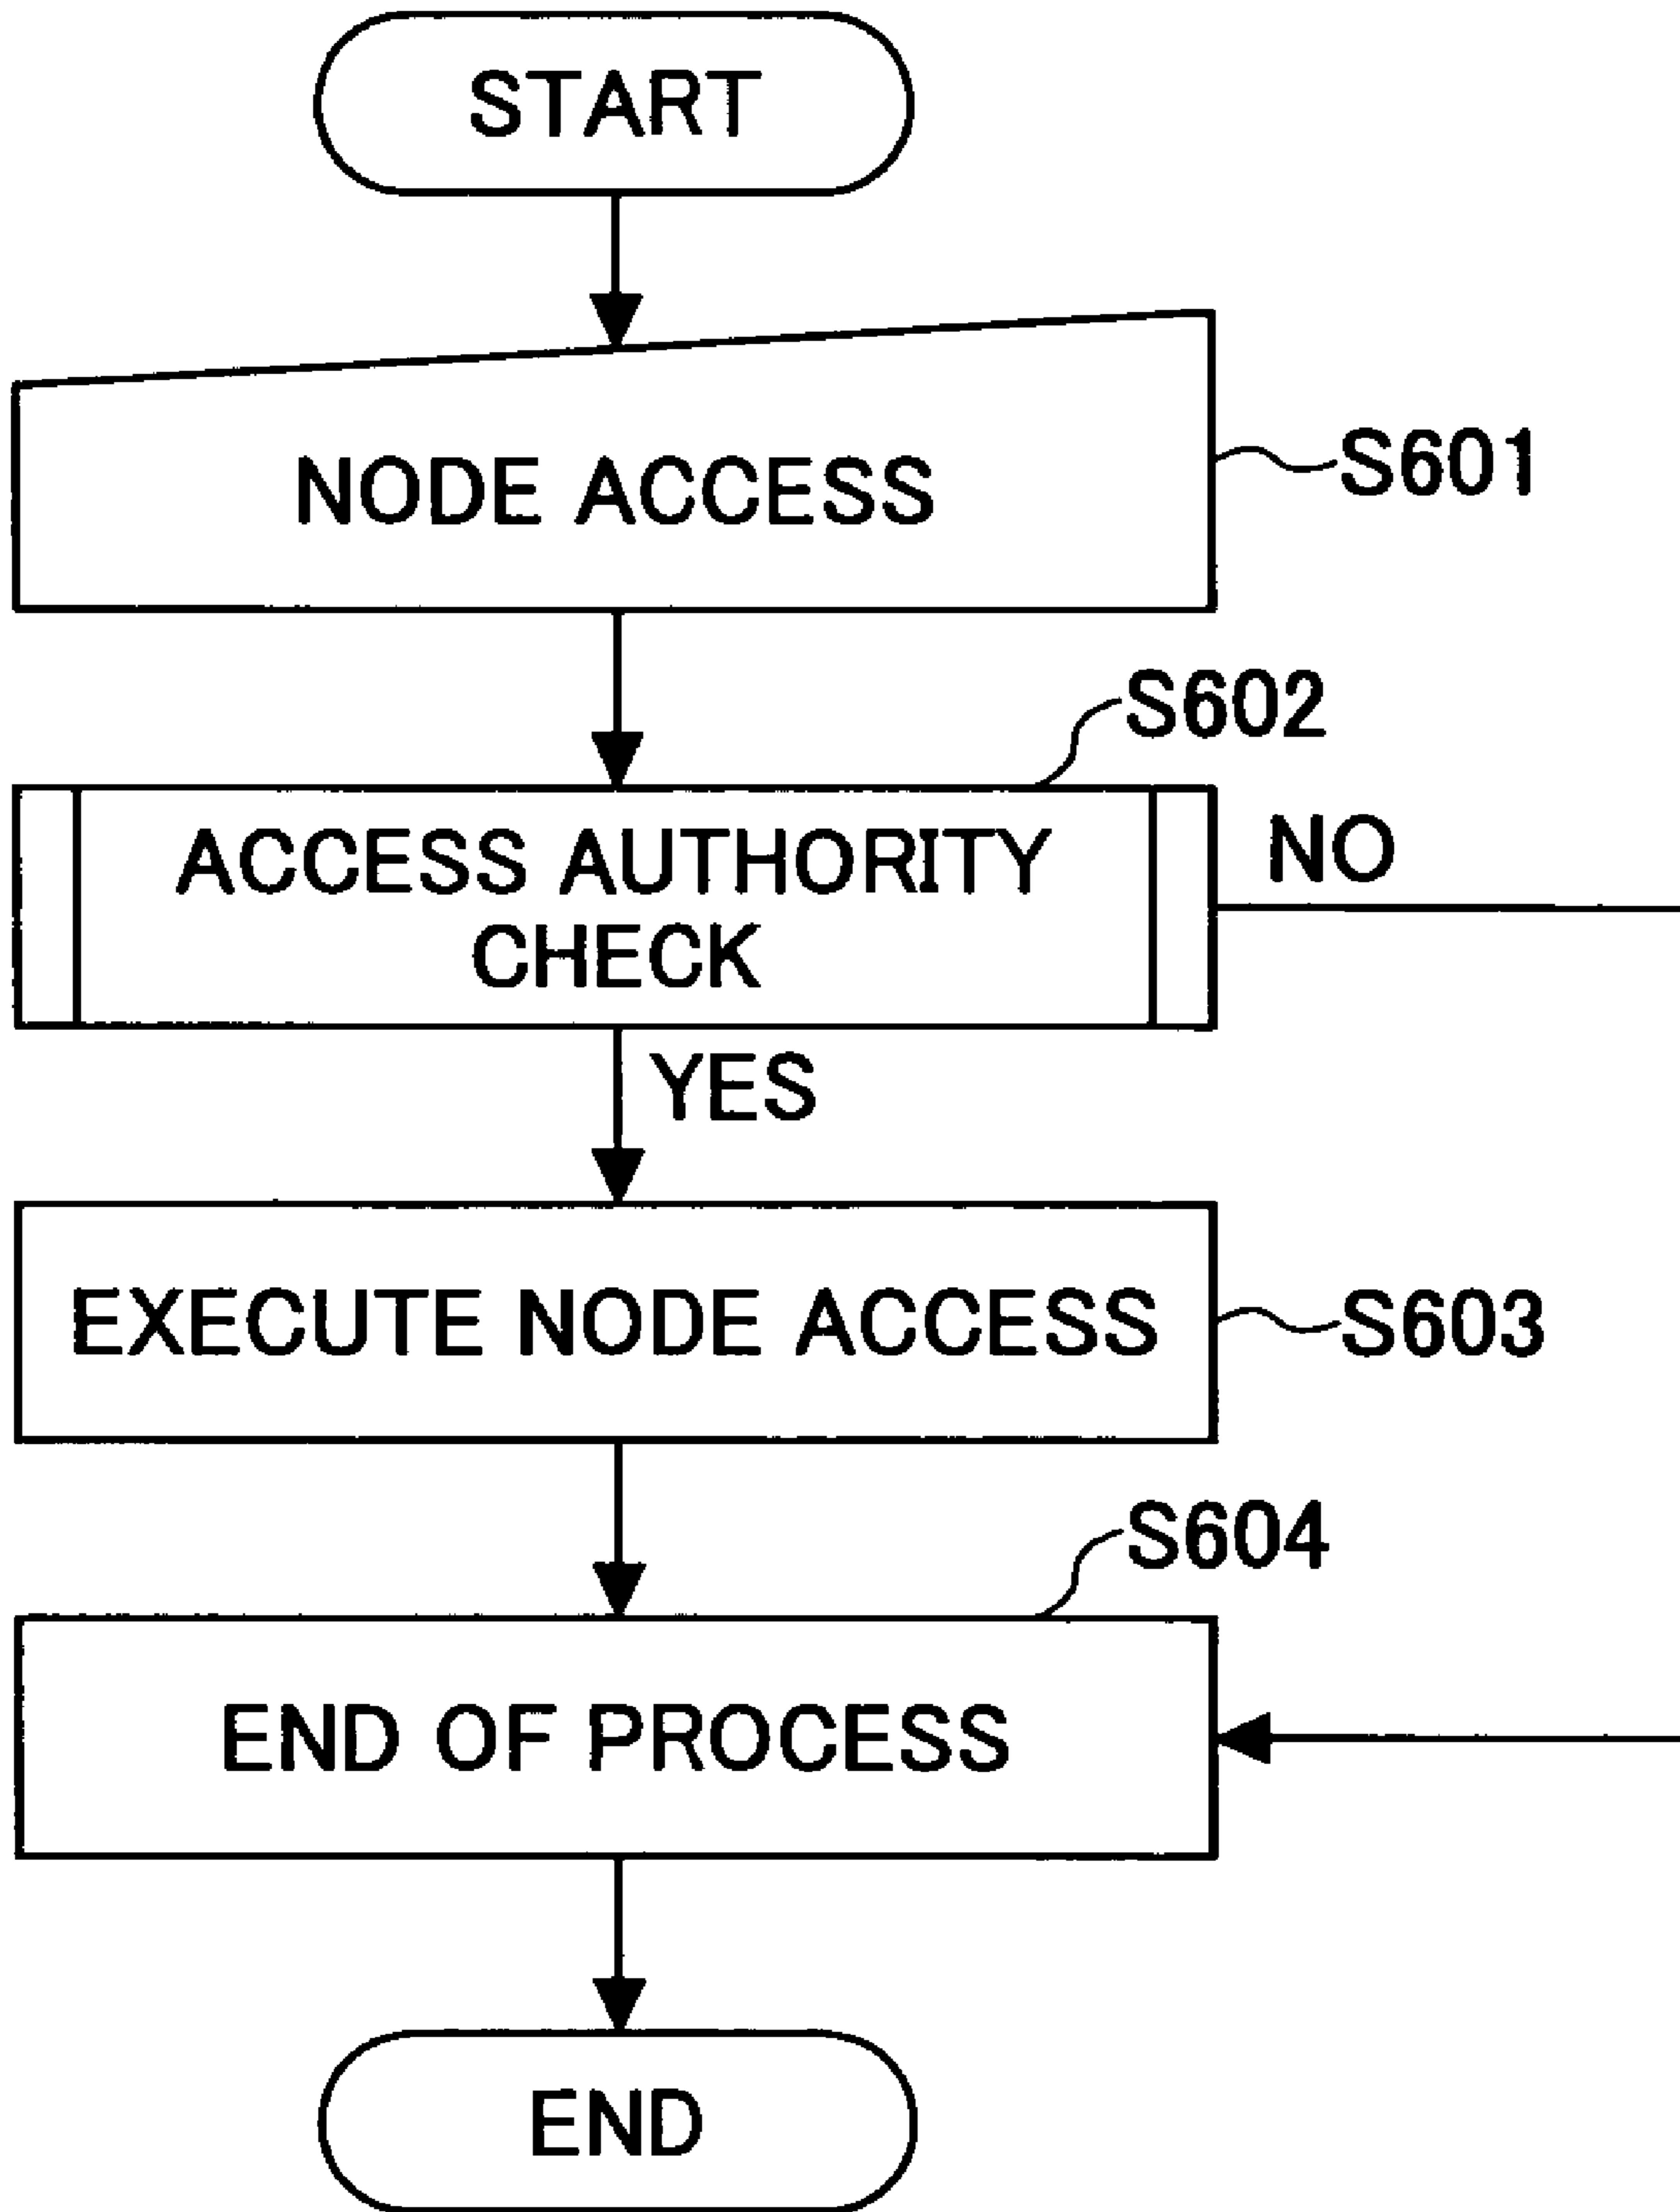 START
NODE ACCESS
S601
S602
ACCESS AUTHORITY
CHECK
NO
YES
EXECUTE NODE ACCESS
S603
S604
END OF PROCESS
END